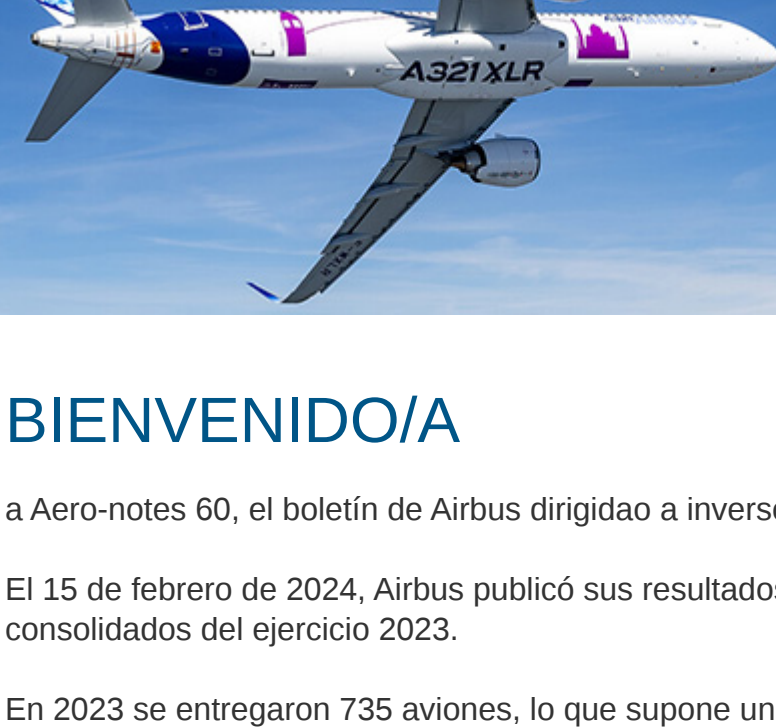 A321XLR
BIENVENIDO/A
a Aero-notes 60, el boletín de Airbus dirigidao a inverso
El 15 de febrero de 2024, Airbus publicó sus resultados
consolidados del ejercicio 2023.
En 2023 se entregaron 735 aviones, lo que supone un